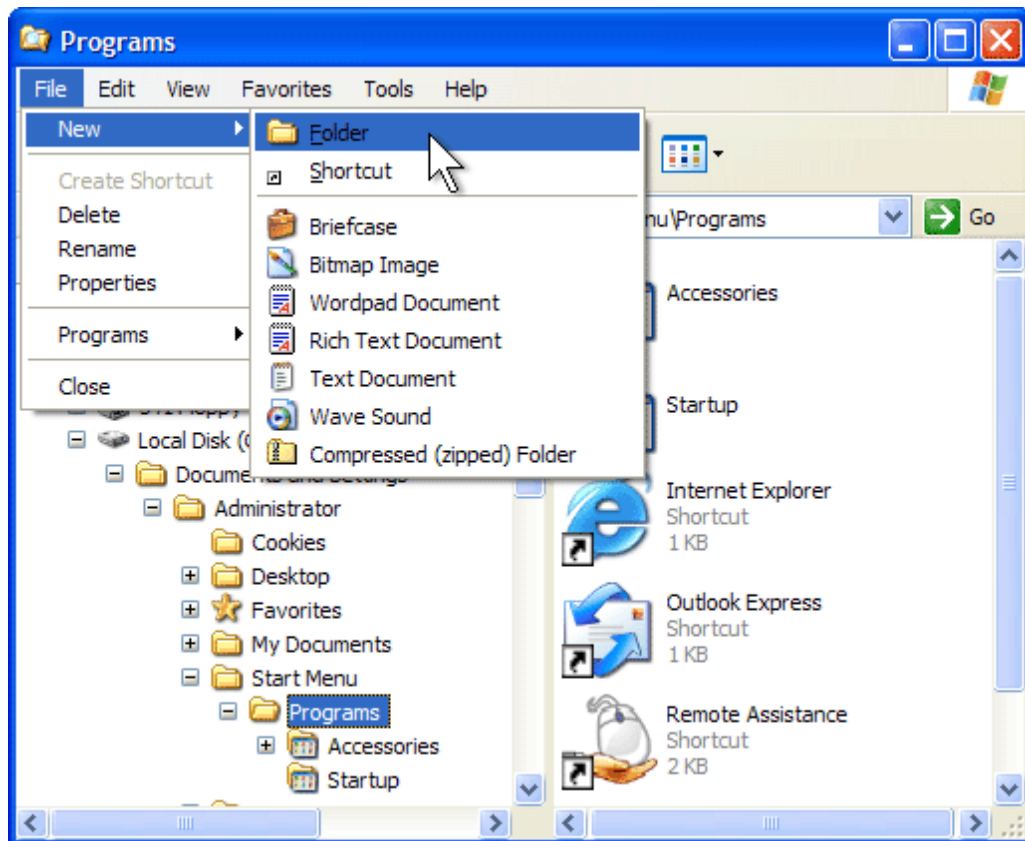 Programs
File Edit View Favorites Tools Help
New
Create Shortcut
Delete
Rename
Properties
Programs
Close
Folder
Shortcut
Briefcase
Bitmap Image
Wordpad Document
Rich Text Document
Text Document
Wave Sound
Compressed (zipped) Folder
nu\Programs Go
Local Disk (
Documents and Settings
Administrator
Cookies
Desktop
Favorites
My Documents
Start Menu
Programs
Accessories
Startup
Accessories
Startup
Internet Explorer
Shortcut
1 KB
Outlook Express
Shortcut
1 KB
Remote Assistance
Shortcut
2 KB